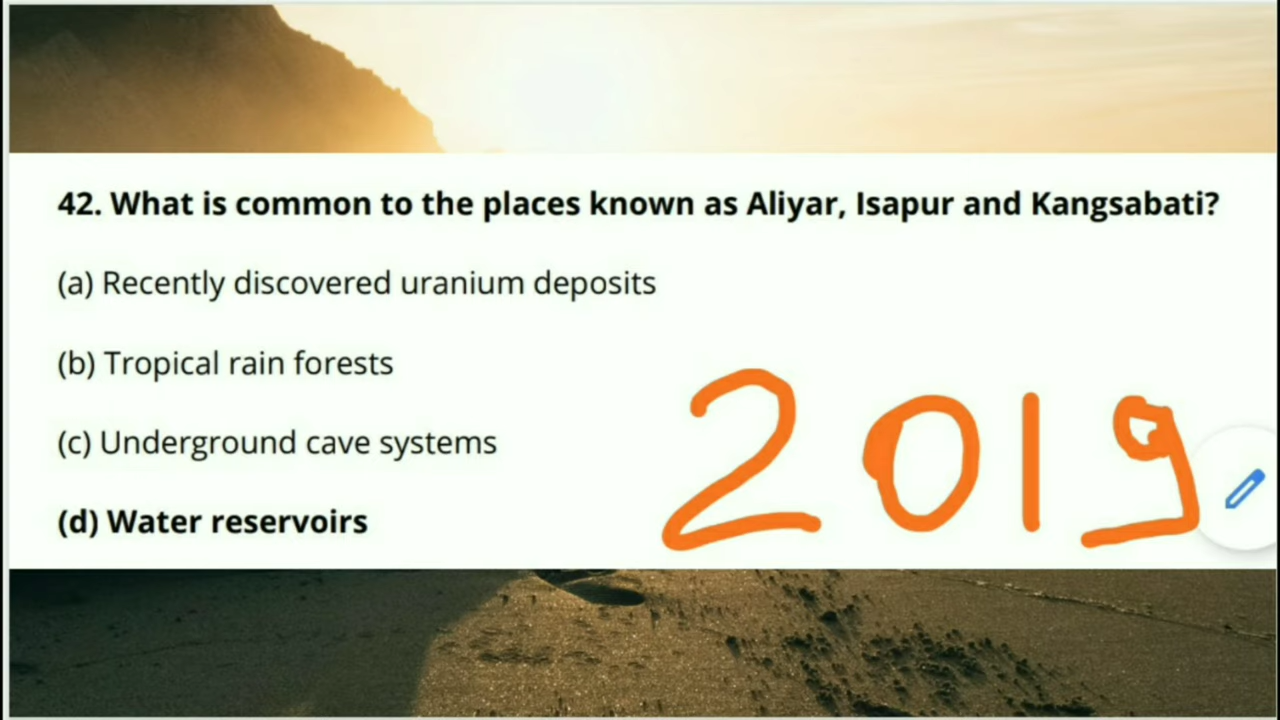 42. What is common to the places known as Aliyar, Isapur and Kangsabati?
(a) Recently discovered uranium deposits
(b) Tropical rain forests
(c) Underground cave systems
(d) Water reservoirs
2019